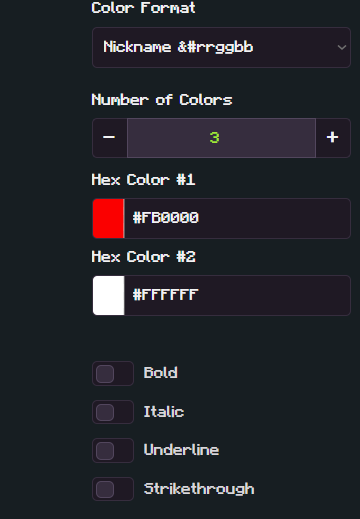 Color Format
Nickname &#rrggbb
Number of Colors
− 3 +
Hex Color #1
#FB0000
Hex Color #2
#FFFFFF
Bold
Italic
Underline
Strikethrough